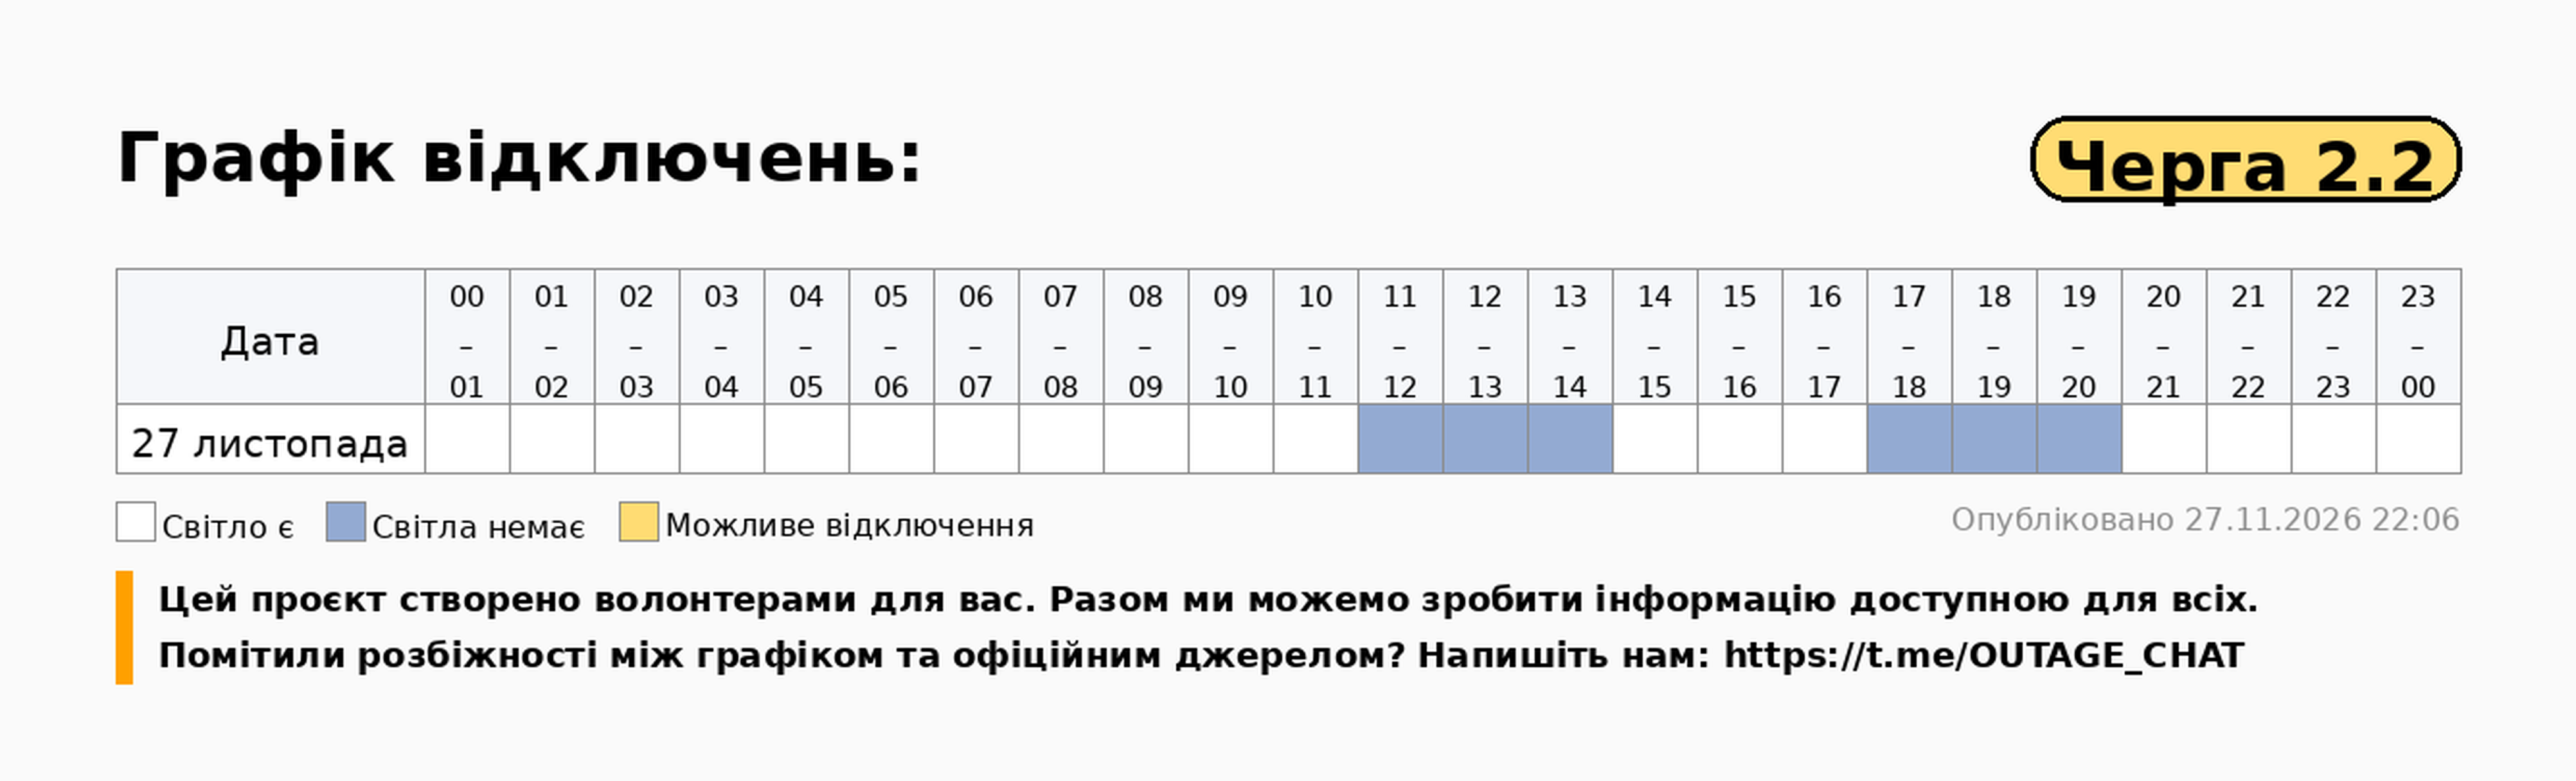 Графік відключень:
Черга 2.2
Дата
00 – 01
01 – 02
02 – 03
03 – 04
04 – 05
05 – 06
06 – 07
07 – 08
08 – 09
09 – 10
10 – 11
11 – 12
12 – 13
13 – 14
14 – 15
15 – 16
16 – 17
17 – 18
18 – 19
19 – 20
20 – 21
21 – 22
22 – 23
23 – 00
27 листопада
Світло є
Світла немає
Можливе відключення
Опубліковано 27.11.2026 22:06
Цей проєкт створено волонтерами для вас. Разом ми можемо зробити інформацію доступною для всіх.
Помітили розбіжності між графіком та офіційним джерелом? Напишіть нам: https://t.me/OUTAGE_CHAT